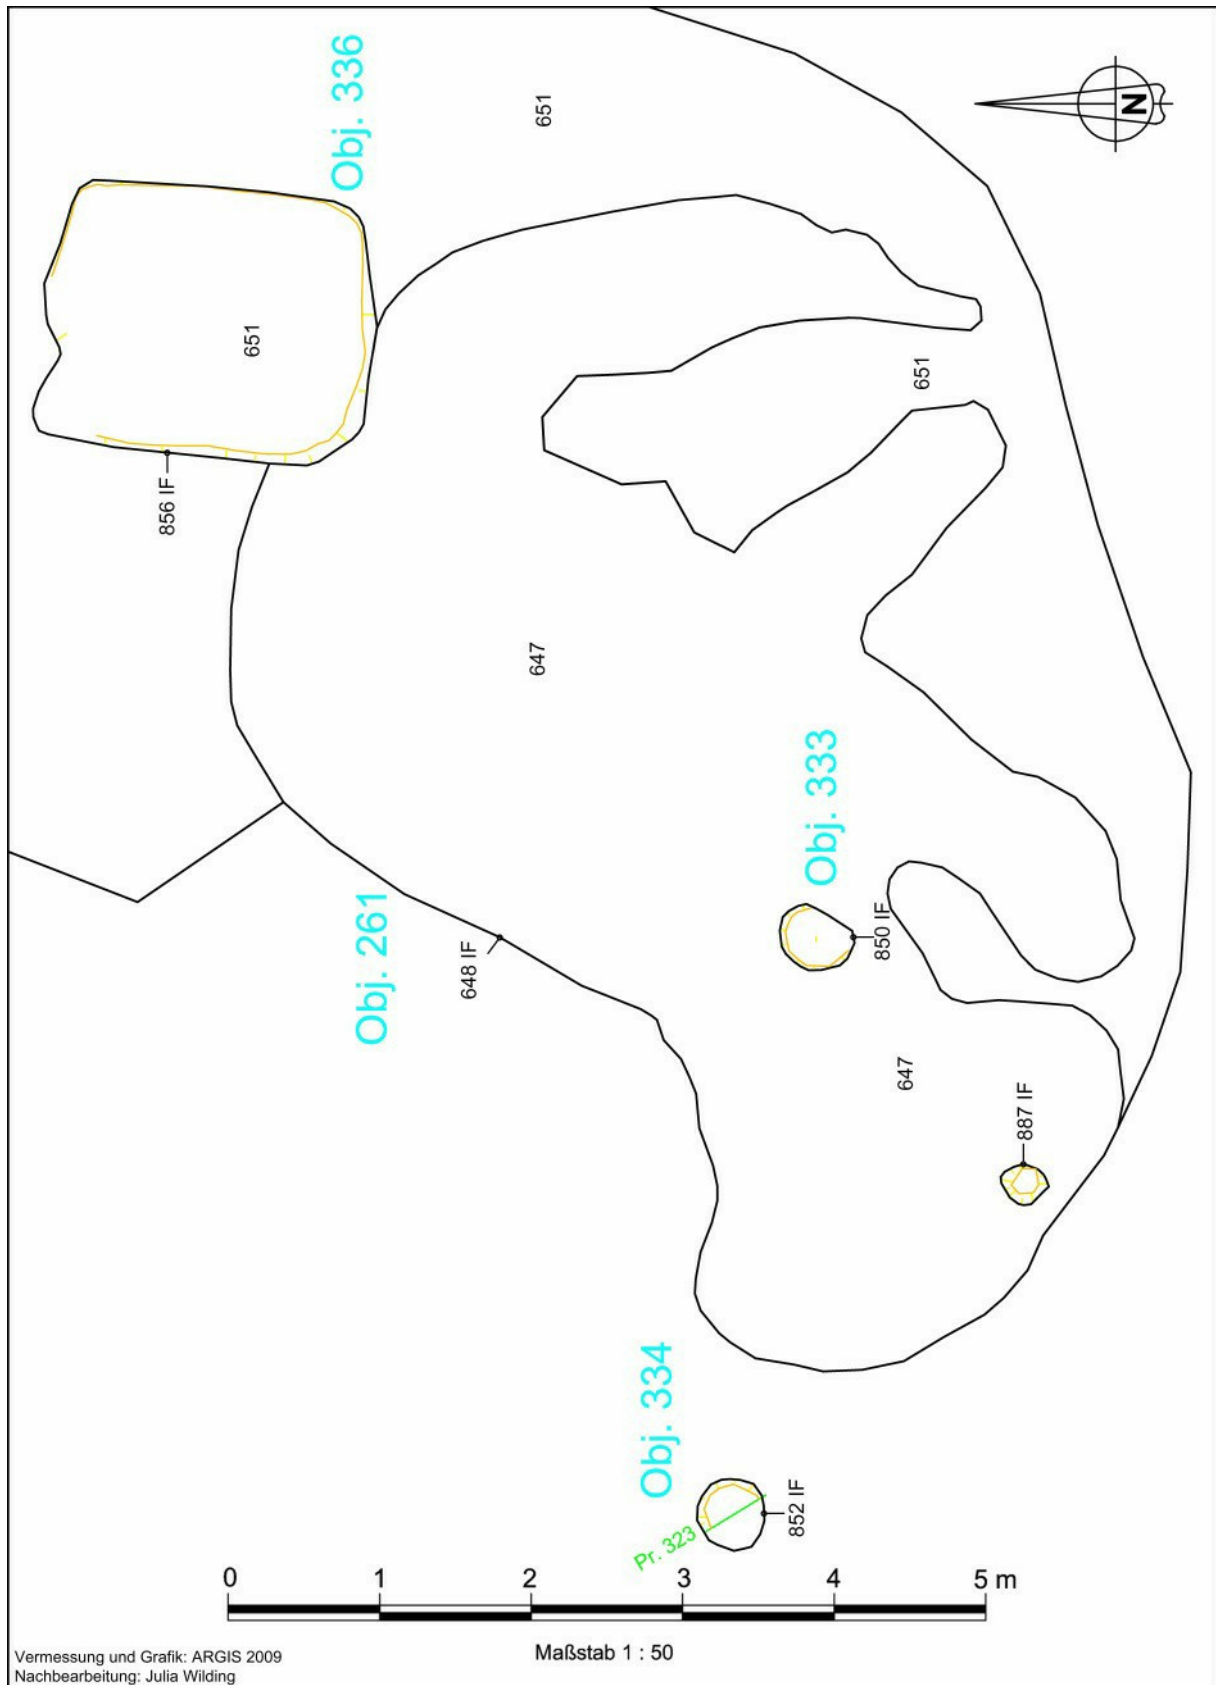 Obj. 336
651
N
651
651
856 IF
647
Obj. 333
Obj. 261
850 IF
648 IF
647
887 IF
Obj. 334
852 IF
Pr. 323
0 1 2 3 4 5 m
Maßstab 1 : 50
Vermessung und Grafik: ARGIS 2009
Nachbearbeitung: Julia Wilding